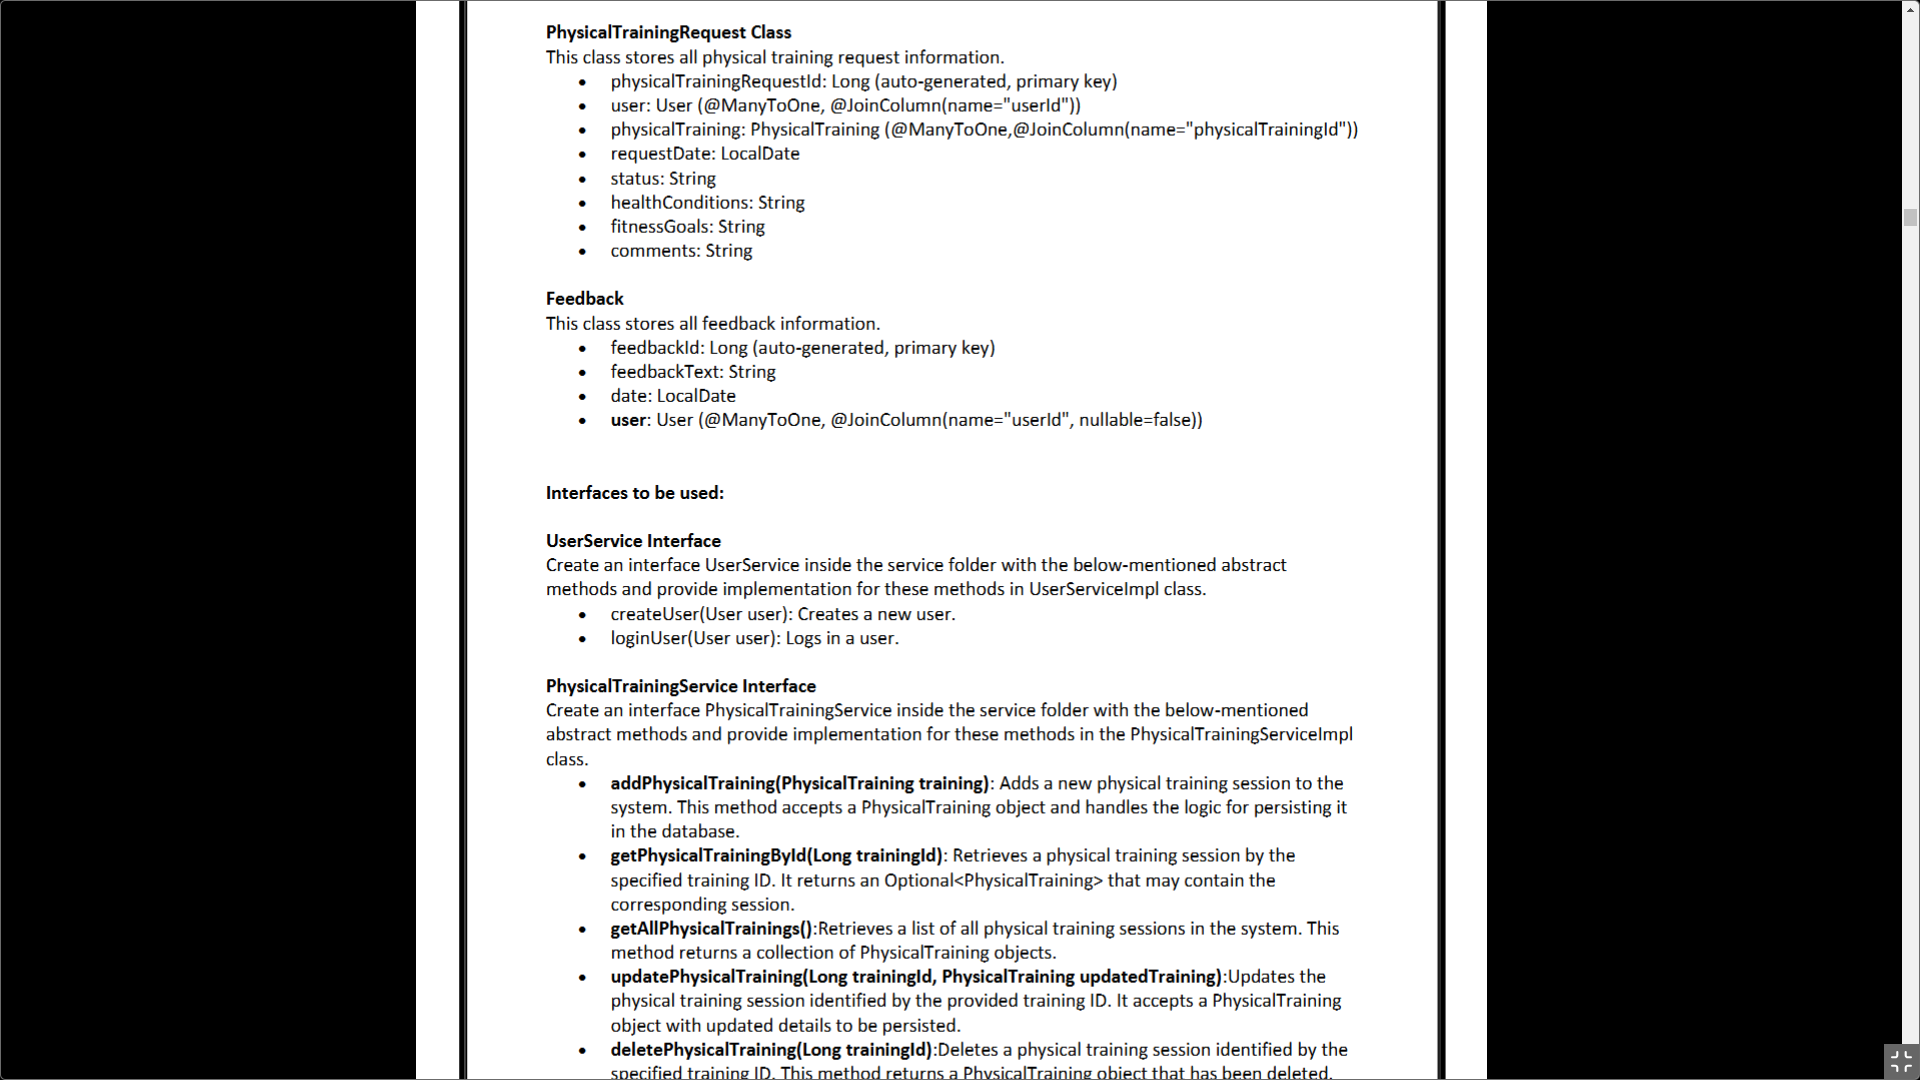 PhysicalTrainingRequest Class
This class stores all physical training request information.
• physicalTrainingRequestId: Long (auto-generated, primary key)
• user: User (@ManyToOne, @JoinColumn(name="userId"))
• physicalTraining: PhysicalTraining (@ManyToOne,@JoinColumn(name="physicalTrainingId"))
• requestDate: LocalDate
• status: String
• healthConditions: String
• fitnessGoals: String
• comments: String
Feedback
This class stores all feedback information.
• feedbackId: Long (auto-generated, primary key)
• feedbackText: String
• date: LocalDate
• user: User (@ManyToOne, @JoinColumn(name="userId", nullable=false))
Interfaces to be used:
UserService Interface
Create an interface UserService inside the service folder with the below-mentioned abstract
methods and provide implementation for these methods in UserServiceImpl class.
• createUser(User user): Creates a new user.
• loginUser(User user): Logs in a user.
PhysicalTrainingService Interface
Create an interface PhysicalTrainingService inside the service folder with the below-mentioned
abstract methods and provide implementation for these methods in the PhysicalTrainingServiceImpl
class.
• addPhysicalTraining(PhysicalTraining training): Adds a new physical training session to the
system. This method accepts a PhysicalTraining object and handles the logic for persisting it
in the database.
• getPhysicalTrainingById(Long trainingId): Retrieves a physical training session by the
specified training ID. It returns an Optional<PhysicalTraining> that may contain the
corresponding session.
• getAllPhysicalTrainings():Retrieves a list of all physical training sessions in the system. This
method returns a collection of PhysicalTraining objects.
• updatePhysicalTraining(Long trainingId, PhysicalTraining updatedTraining):Updates the
physical training session identified by the provided training ID. It accepts a PhysicalTraining
object with updated details to be persisted.
• deletePhysicalTraining(Long trainingId):Deletes a physical training session identified by the
specified training ID. This method returns a PhysicalTraining object that has been deleted.